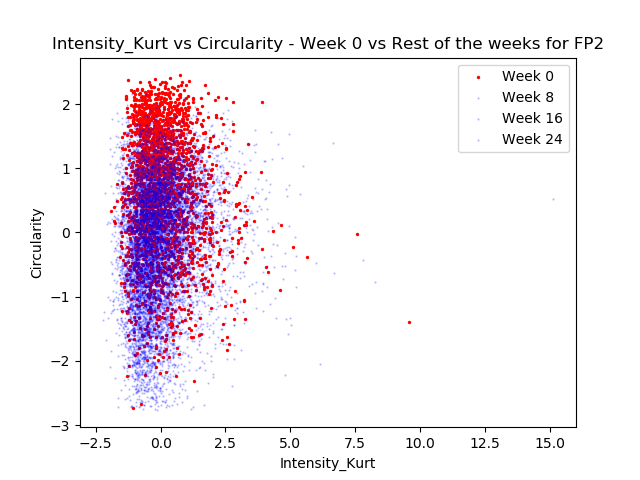 Intensity_Kurt vs Circularity - Week 0 vs Rest of the weeks for FP2
Week 0
Week 8
Week 16
Week 24
2
1
0
−1
−2
−3
Circularity
−2.5 0.0 2.5 5.0 7.5 10.0 12.5 15.0
Intensity_Kurt